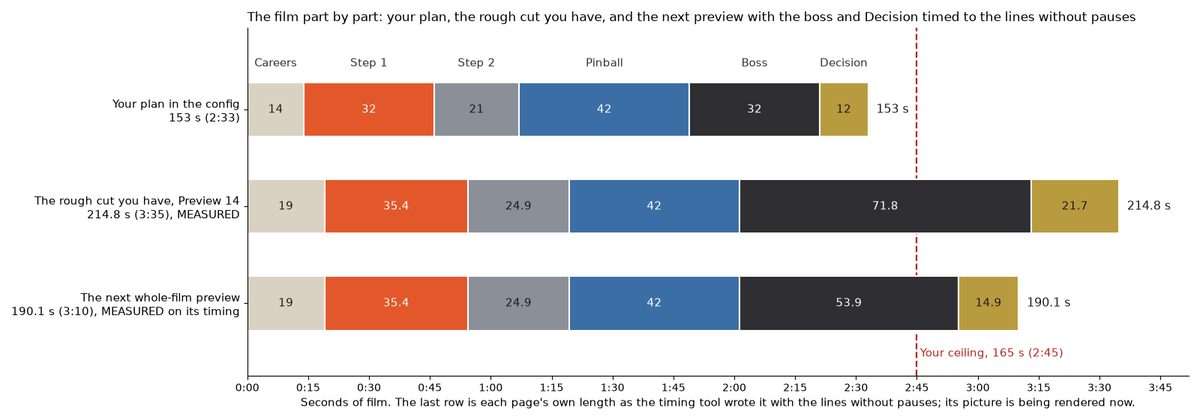 The film part by part: your plan, the rough cut you have, and the next preview with the boss and Decision timed to the lines without pauses
Careers Step 1 Step 2 Pinball Boss Decision
Your plan in the config
153 s (2:33)
14 32 21 42 32 12 153 s
The rough cut you have, Preview 14
214.8 s (3:35), MEASURED
19 35.4 24.9 42 71.8 21.7 214.8 s
The next whole-film preview
190.1 s (3:10), MEASURED on its timing
19 35.4 24.9 42 53.9 14.9 190.1 s
Your ceiling, 165 s (2:45)
0:00 0:15 0:30 0:45 1:00 1:15 1:30 1:45 2:00 2:15 2:30 2:45 3:00 3:15 3:30 3:45
Seconds of film. The last row is each page's own length as the timing tool wrote it with the lines without pauses; its picture is being rendered now.